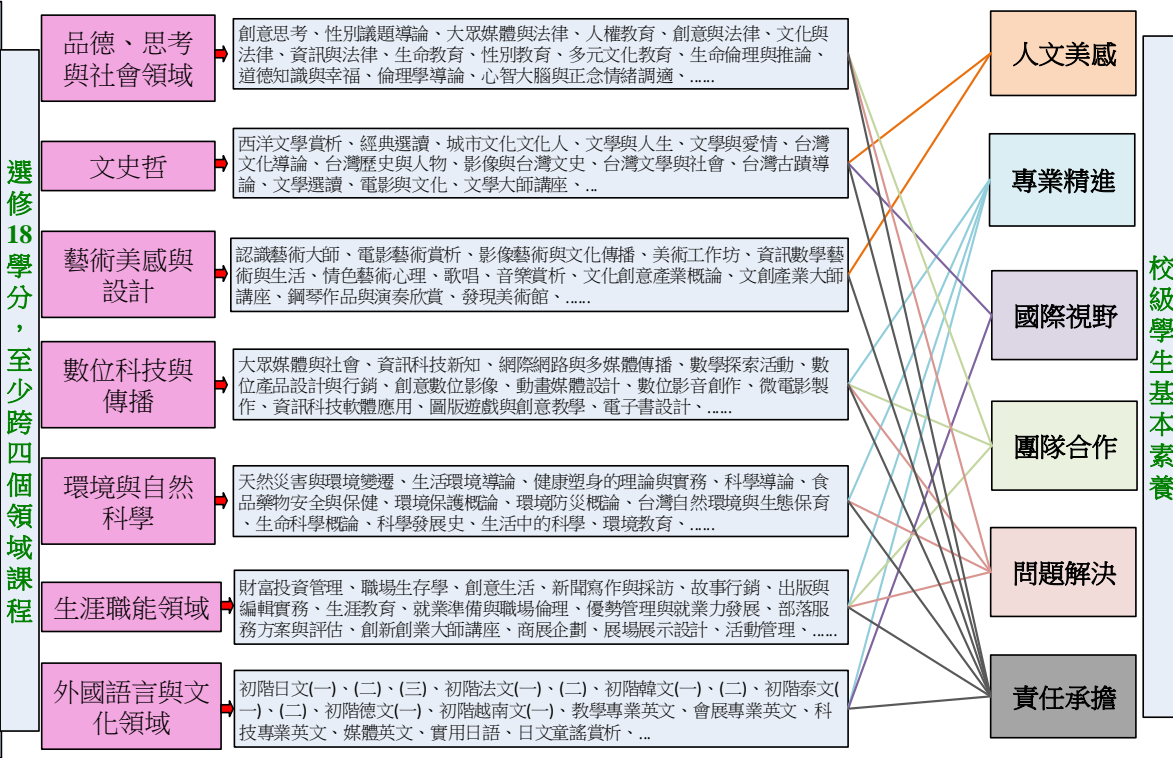 選修18學分，至少跨四個領域課程
品德、思考
與社會領域
創意思考、性別議題導論、大眾媒體與法律、人權教育、創意與法律、文化與
法律、資訊與法律、生命教育、性別教育、多元文化教育、生命倫理與推論、
道德知識與幸福、倫理學導論、心智大腦與正念情緒調適、......
文史哲
西洋文學賞析、經典選讀、城市文化文化人、文學與人生、文學與愛情、台灣
文化導論、台灣歷史與人物、影像與台灣文史、台灣文學與社會、台灣古蹟導
論、文學選讀、電影與文化、文學大師講座、...
藝術美感與
設計
認識藝術大師、電影藝術賞析、影像藝術與文化傳播、美術工作坊、資訊數學藝
術與生活、情色藝術心理、歌唱、音樂賞析、文化創意產業概論、文創產業大師
講座、鋼琴作品與演奏欣賞、發現美術館、......
數位科技與
傳播
大眾媒體與社會、資訊科技新知、網際網路與多媒體傳播、數學探索活動、數
位產品設計與行銷、創意數位影像、動畫媒體設計、數位影音創作、微電影製
作、資訊科技軟體應用、圖版遊戲與創意教學、電子書設計、......
環境與自然
科學
天然災害與環境變遷、生活環境導論、健康塑身的理論與實務、科學導論、食
品藥物安全與保健、環境保護概論、環境防災概論、台灣自然環境與生態保育
、生命科學概論、科學發展史、生活中的科學、環境教育、......
生涯職能領域
財富投資管理、職場生存學、創意生活、新聞寫作與採訪、故事行銷、出版與
編輯實務、生涯教育、就業準備與職場倫理、優勢管理與就業力發展、部落服
務方案與評估、創新創業大師講座、商展企劃、展場展示設計、活動管理、......
外國語言與文
化領域
初階日文(一)、(二)、(三)、初階法文(一)、(二)、初階韓文(一)、(二)、初階泰文(
一)、(二)、初階德文(一)、初階越南文(一)、教學專業英文、會展專業英文、科
技專業英文、媒體英文、實用日語、日文童謠賞析、...
人文美感
專業精進
國際視野
團隊合作
問題解決
責任承擔
校級學生基本素養